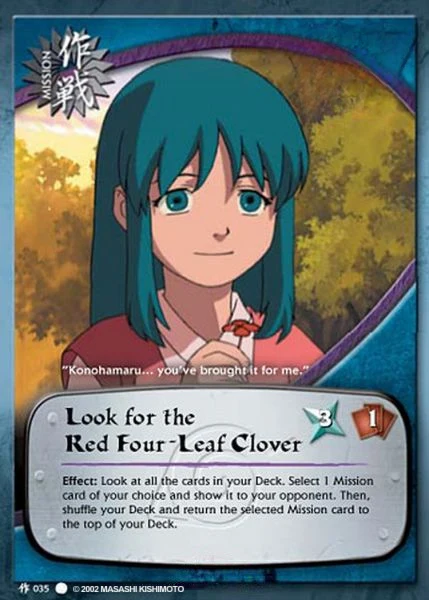 MISSION
作戦
"Konohamaru... you've brought it for me."
Look for the
Red Four-Leaf Clover
3
1
Effect: Look at all the cards in your Deck. Select 1 Mission
card of your choice and show it to your opponent. Then,
shuffle your Deck and return the selected Mission card to
the top of your Deck.
作 035 © 2002 MASASHI KISHIMOTO